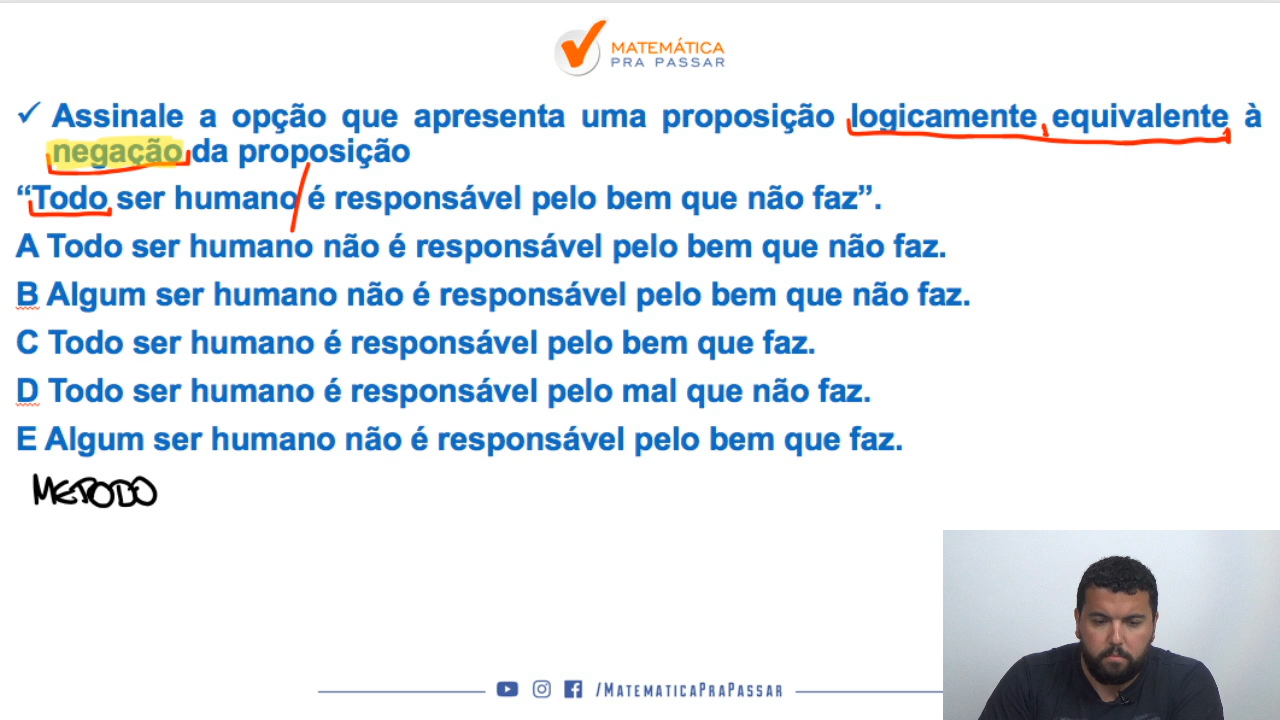 MATEMÁTICA
PRA PASSAR
✓ Assinale a opção que apresenta uma proposição logicamente equivalente à
negação da proposição
“Todo ser humano é responsável pelo bem que não faz”.
A Todo ser humano não é responsável pelo bem que não faz.
B Algum ser humano não é responsável pelo bem que não faz.
C Todo ser humano é responsável pelo bem que faz.
D Todo ser humano é responsável pelo mal que não faz.
E Algum ser humano não é responsável pelo bem que faz.
METODO
/MATEMATICAPRAPASSAR